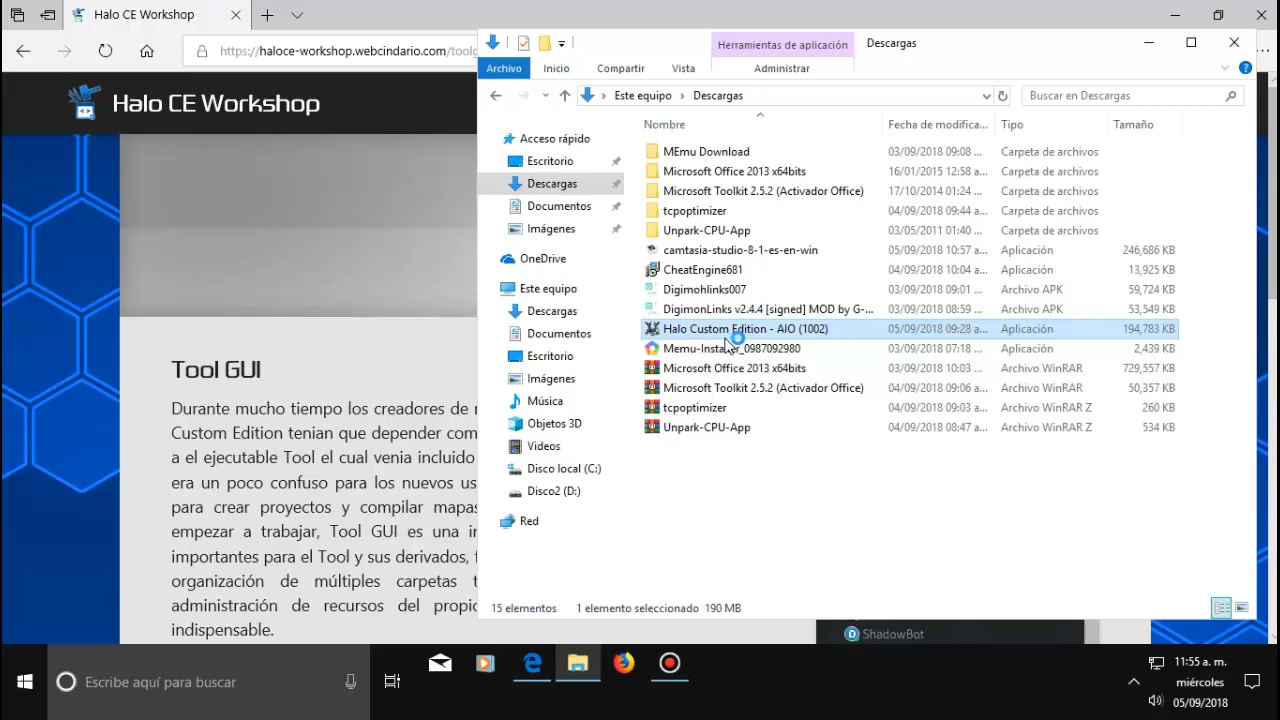 Halo CE Workshop
https://haloce-workshop.webcindario.com/toolg
Halo CE Workshop
Tool GUI
Durante mucho tiempo los creadores de
Custom Edition tenian que depender com
a el ejecutable Tool el cual venia incluido
era un poco confuso para los nuevos us
para crear proyectos y compilar mapas
empezar a trabajar, Tool GUI es una in
importantes para el Tool y sus derivados,
organización de múltiples carpetas
administración de recursos del propio
indispensable.
Herramientas de aplicación
Descargas
Archivo
Inicio
Compartir
Vista
Administrar
Este equipo > Descargas
Buscar en Descargas
Acceso rápido
Escritorio
Descargas
Documentos
Imágenes
OneDrive
Este equipo
Descargas
Documentos
Escritorio
Imágenes
Música
Objetos 3D
Videos
Disco local (C:)
Disco2 (D:)
Red
Nombre Fecha de modifica... Tipo Tamaño
MEmu Download 03/09/2018 09:08 ... Carpeta de archivos
Microsoft Office 2013 x64bits 16/01/2015 12:58 a... Carpeta de archivos
Microsoft Toolkit 2.5.2 (Activador Office) 17/10/2014 01:24 ... Carpeta de archivos
tcpoptimizer 04/09/2018 09:44 a... Carpeta de archivos
Unpark-CPU-App 03/05/2011 01:40 ... Carpeta de archivos
camtasia-studio-8-1-es-en-win 05/09/2018 10:57 a... Aplicación 246,686 KB
CheatEngine681 04/09/2018 10:04 a... Aplicación 13,925 KB
Digimohlinks007 03/09/2018 09:01 ... Archivo APK 59,724 KB
DigimonLinks v2.4.4 [signed] MOD by G-... 03/09/2018 08:59 ... Archivo APK 53,549 KB
Halo Custom Edition - AIO (1002) 05/09/2018 09:28 a... Aplicación 194,783 KB
Memu-Installer_0987092980 03/09/2018 07:18 ... Aplicación 2,439 KB
Microsoft Office 2013 x64bits 03/09/2018 10:03 ... Archivo WinRAR 729,557 KB
Microsoft Toolkit 2.5.2 (Activador Office) 04/09/2018 09:06 a... Archivo WinRAR 50,357 KB
tcpoptimizer 04/09/2018 09:03 a... Archivo WinRAR Z 260 KB
Unpark-CPU-App 04/09/2018 08:47 a... Archivo WinRAR Z 534 KB
15 elementos 1 elemento seleccionado 190 MB
ShadowBot
Escribe aquí para buscar
11:55 a. m.
miércoles
05/09/2018